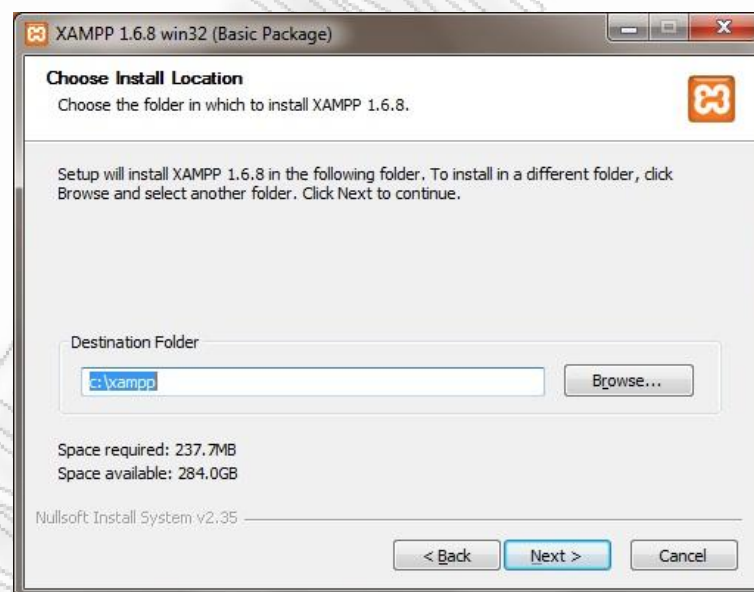 XAMPP 1.6.8 win32 (Basic Package)
Choose Install Location
Choose the folder in which to install XAMPP 1.6.8.
Setup will install XAMPP 1.6.8 in the following folder. To install in a different folder, click
Browse and select another folder. Click Next to continue.
Destination Folder
c:\xampp
Browse...
Space required: 237.7MB
Space available: 284.0GB
Nullsoft Install System v2.35
< Back
Next >
Cancel